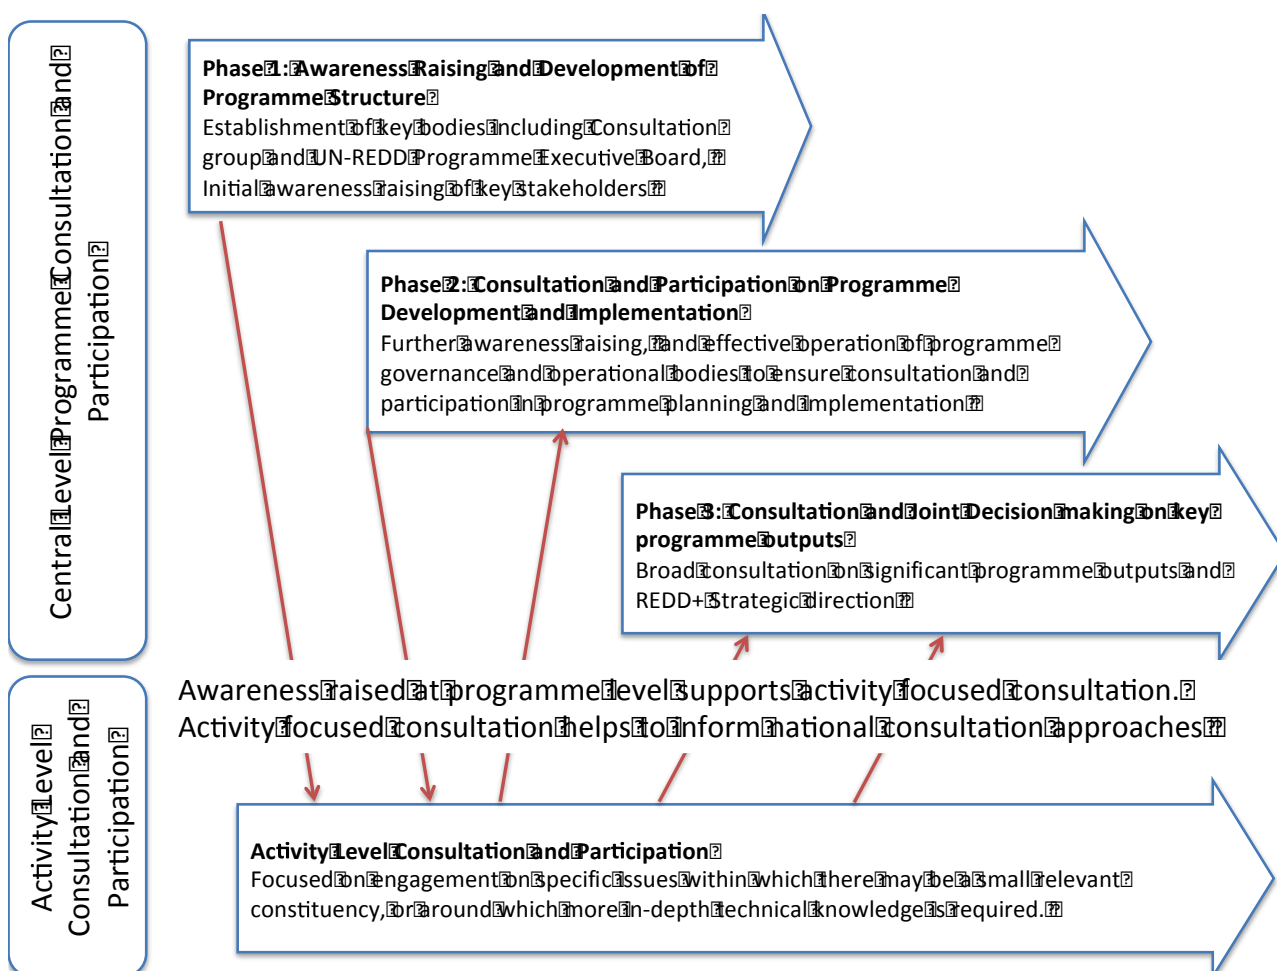 Central Level Programme Consultation and
Participation
Phase 1: Awareness Raising and Development of
Programme Structure
Establishment of key bodies including Consultation
group and UN-REDD Programme Executive Board,
Initial awareness raising of key stakeholders
Phase 2: Consultation and Participation on Programme
Development and Implementation
Further awareness raising, and effective operation of programme
governance and operational bodies to ensure consultation and
participation in programme planning and implementation
Phase 3: Consultation and Joint Decision making on key
programme outputs
Broad consultation on significant programme outputs and
REDD+ Strategic direction
Awareness raised at programme level supports activity focused consultation.
Activity focused consultation helps to inform national consultation approaches
Activity Level
Consultation and
Participation
Activity Level Consultation and Participation
Focused on engagement on specific issues within which there may be a small relevant
constituency, or around which more in-depth technical knowledge is required.